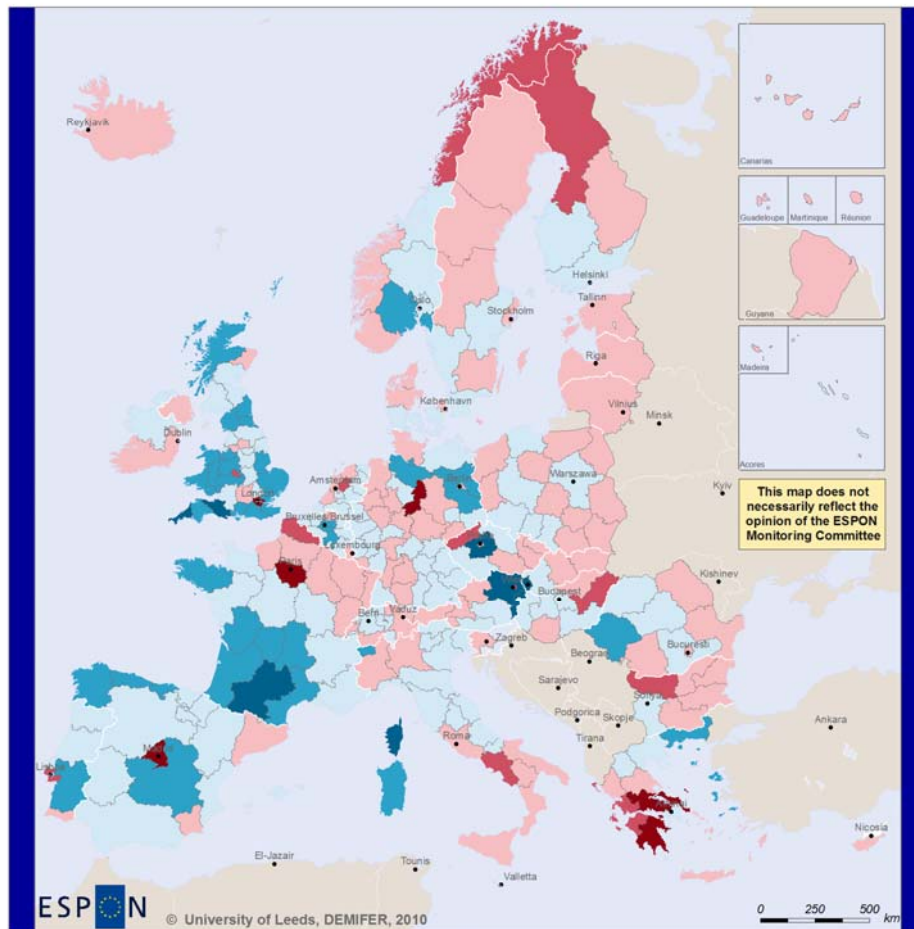 Reykjavik
Canarias
Guadeloupe
Martinique
Réunion
Guyane
Madeira
Acores
Helsinki
Tallinn
Oslo
Stockholm
Riga
København
Vilnius
Minsk
Dublin
Amsterdam
Warszawa
London
Kyiv
Bruxelles/Brussel
Luxembourg
Paris
This map does not
necessarily reflect the
opinion of the ESPON
Monitoring Committee
Kishinev
Budapest
Bern
Vaduz
Zagreb
Bucuresti
Beograd
Sarajevo
Sofiya
Podgorica
Skopje
Ankara
Roma
Tirana
Lisboa
Nicosia
El-Jazair
Tounis
Valletta
ESPON
© University of Leeds, DEMIFER, 2010
0 250 500
km